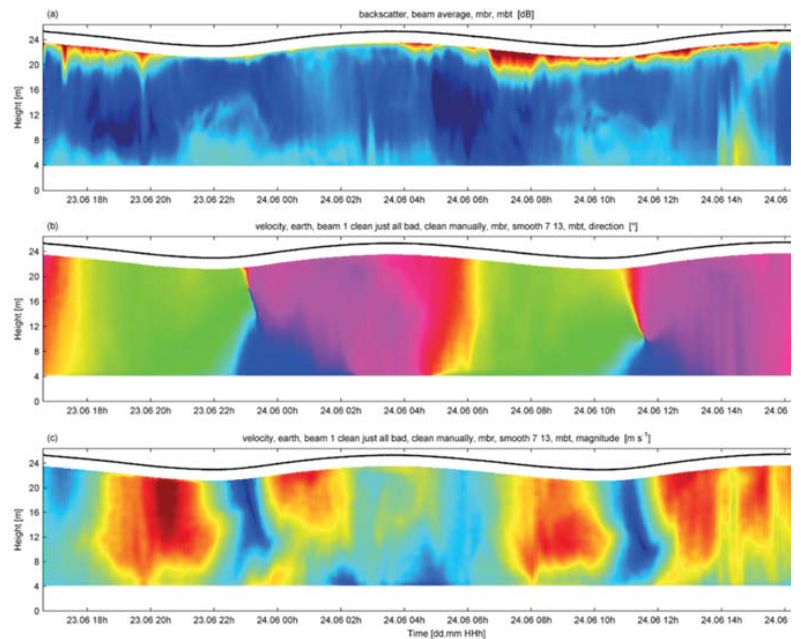 (a) backscatter, beam average, mbr, mbt [dB]
24
20
16
12
8
4
0
Height [m]
23.06 18h 23.06 20h 23.06 22h 24.06 00h 24.06 02h 24.06 04h 24.06 06h 24.06 08h 24.06 10h 24.06 12h 24.06 14h 24.06 16h
(b) velocity, earth, beam 1 clean just all bad, clean manually, mbr, smooth 7 13, mbt, direction [°]
24
20
16
12
8
4
0
Height [m]
23.06 18h 23.06 20h 23.06 22h 24.06 00h 24.06 02h 24.06 04h 24.06 06h 24.06 08h 24.06 10h 24.06 12h 24.06 14h 24.06 16h
(c) velocity, earth, beam 1 clean just all bad, clean manually, mbr, smooth 7 13, mbt, magnitude [m s⁻¹]
24
20
16
12
8
4
0
Height [m]
23.06 18h 23.06 20h 23.06 22h 24.06 00h 24.06 02h 24.06 04h 24.06 06h 24.06 08h 24.06 10h 24.06 12h 24.06 14h 24.06 16h
Time [dd.mm HHh]